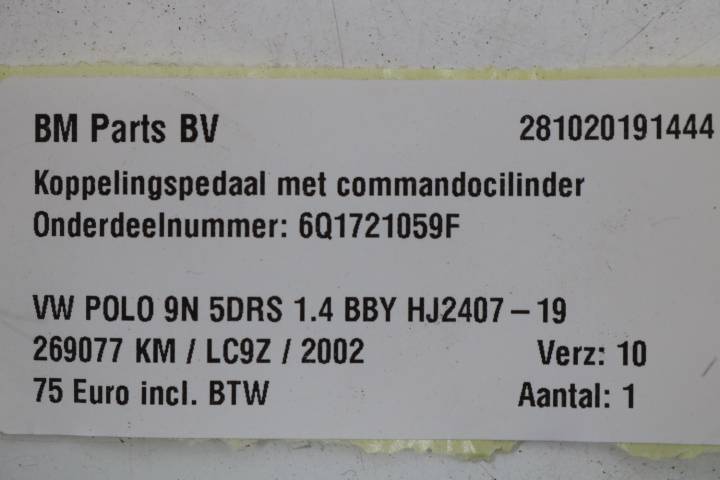 BM Parts BV 281020191444
Koppelingspedaal met commandocilinder
Onderdeelnummer: 6Q1721059F
VW POLO 9N 5DRS 1.4 BBY HJ2407-19
269077 KM / LC9Z / 2002 Verz: 10
75 Euro incl. BTW Aantal: 1